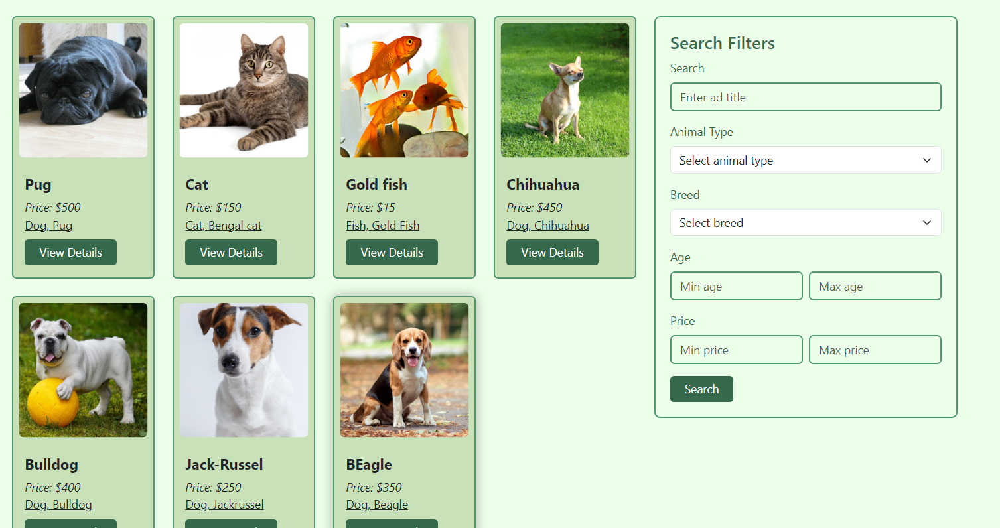 Pug
Price: $500
Dog, Pug
View Details
Cat
Price: $150
Cat, Bengal cat
View Details
Gold fish
Price: $15
Fish, Gold Fish
View Details
Chihuahua
Price: $450
Dog, Chihuahua
View Details
Bulldog
Price: $400
Dog, Bulldog
Jack-Russel
Price: $250
Dog, Jackrussel
BEagle
Price: $350
Dog, Beagle
Search Filters
Search
Enter ad title
Animal Type
Select animal type
Breed
Select breed
Age
Min age
Max age
Price
Min price
Max price
Search